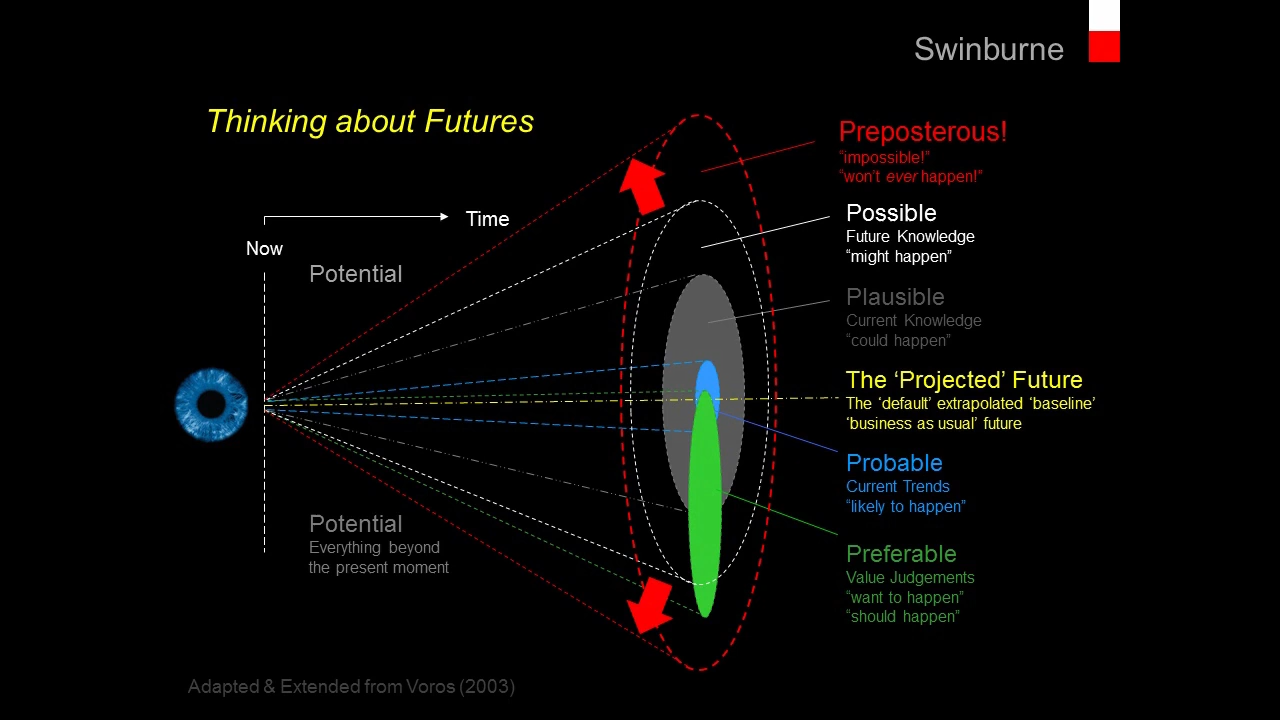 Swinburne
Thinking about Futures
Time
Now
Potential
Potential
Everything beyond
the present moment
Preposterous!
“impossible!”
“won’t ever happen!”
Possible
Future Knowledge
“might happen”
Plausible
Current Knowledge
“could happen”
The ‘Projected’ Future
The ‘default’ extrapolated ‘baseline’
‘business as usual’ future
Probable
Current Trends
“likely to happen”
Preferable
Value Judgements
“want to happen”
“should happen”
Adapted & Extended from Voros (2003)